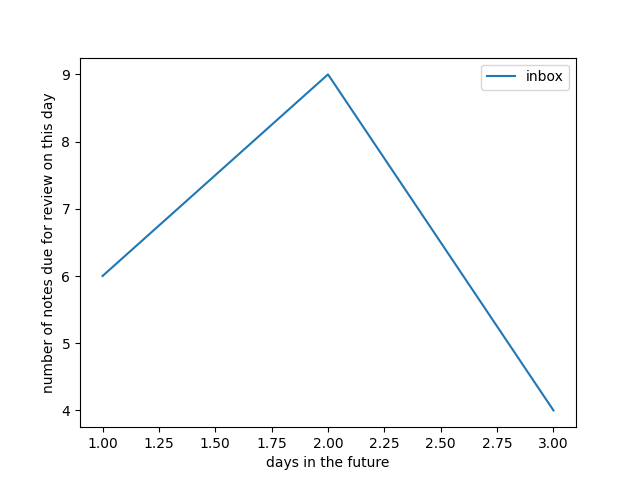 inbox
9
8
7
6
5
4
number of notes due for review on this day
1.00 1.25 1.50 1.75 2.00 2.25 2.50 2.75 3.00
days in the future